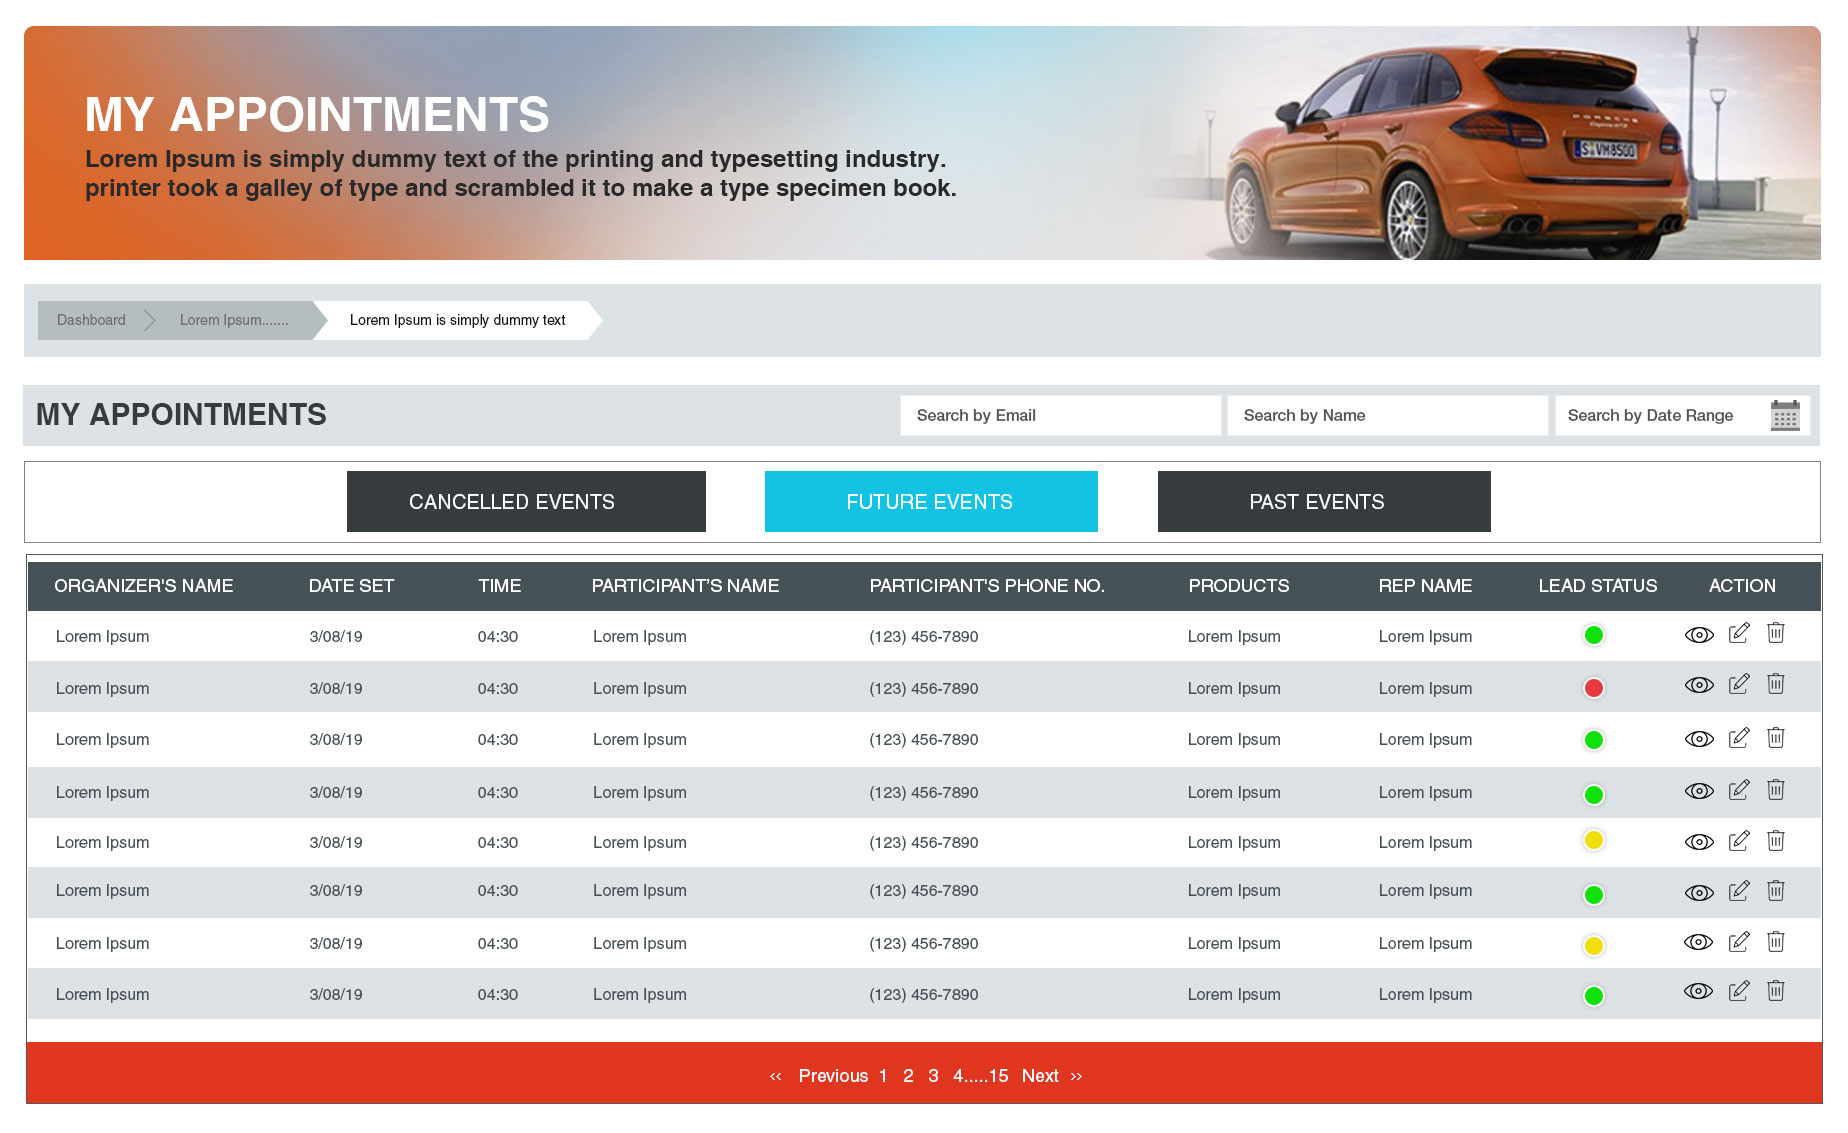 MY APPOINTMENTS
Lorem Ipsum is simply dummy text of the printing and typesetting industry.
printer took a galley of type and scrambled it to make a type specimen book.
PORSCHE
Cayenne GTS
S VM8500
Dashboard > Lorem Ipsum....... Lorem Ipsum is simply dummy text
MY APPOINTMENTS Search by Email Search by Name Search by Date Range
CANCELLED EVENTS FUTURE EVENTS PAST EVENTS
ORGANIZER'S NAME DATE SET TIME PARTICIPANT’S NAME PARTICIPANT'S PHONE NO. PRODUCTS REP NAME LEAD STATUS ACTION
Lorem Ipsum 3/08/19 04:30 Lorem Ipsum (123) 456-7890 Lorem Ipsum Lorem Ipsum
Lorem Ipsum 3/08/19 04:30 Lorem Ipsum (123) 456-7890 Lorem Ipsum Lorem Ipsum
Lorem Ipsum 3/08/19 04:30 Lorem Ipsum (123) 456-7890 Lorem Ipsum Lorem Ipsum
Lorem Ipsum 3/08/19 04:30 Lorem Ipsum (123) 456-7890 Lorem Ipsum Lorem Ipsum
Lorem Ipsum 3/08/19 04:30 Lorem Ipsum (123) 456-7890 Lorem Ipsum Lorem Ipsum
Lorem Ipsum 3/08/19 04:30 Lorem Ipsum (123) 456-7890 Lorem Ipsum Lorem Ipsum
Lorem Ipsum 3/08/19 04:30 Lorem Ipsum (123) 456-7890 Lorem Ipsum Lorem Ipsum
Lorem Ipsum 3/08/19 04:30 Lorem Ipsum (123) 456-7890 Lorem Ipsum Lorem Ipsum
‹‹ Previous 1 2 3 4.....15 Next ››